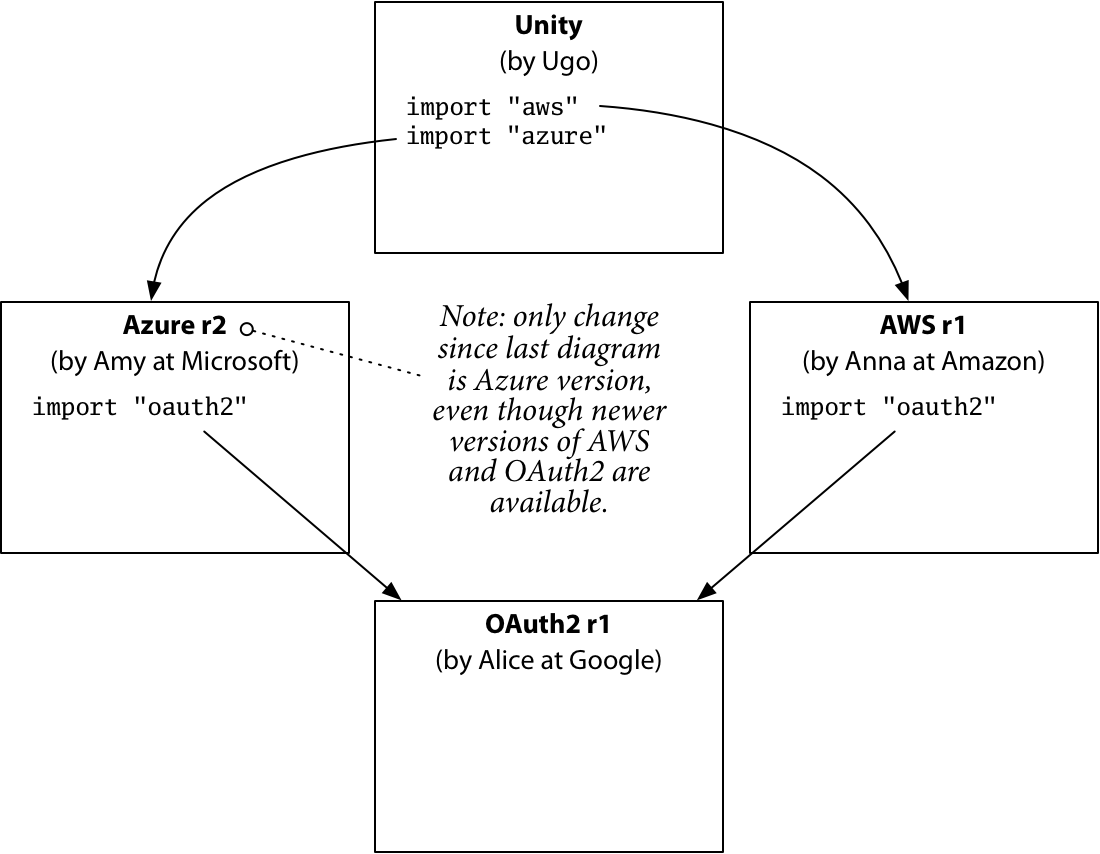 Unity
(by Ugo)
import "aws"
import "azure"
Azure r2
(by Amy at Microsoft)
import "oauth2"
Note: only change
since last diagram
is Azure version,
even though newer
versions of AWS
and OAuth2 are
available.
AWS r1
(by Anna at Amazon)
import "oauth2"
OAuth2 r1
(by Alice at Google)